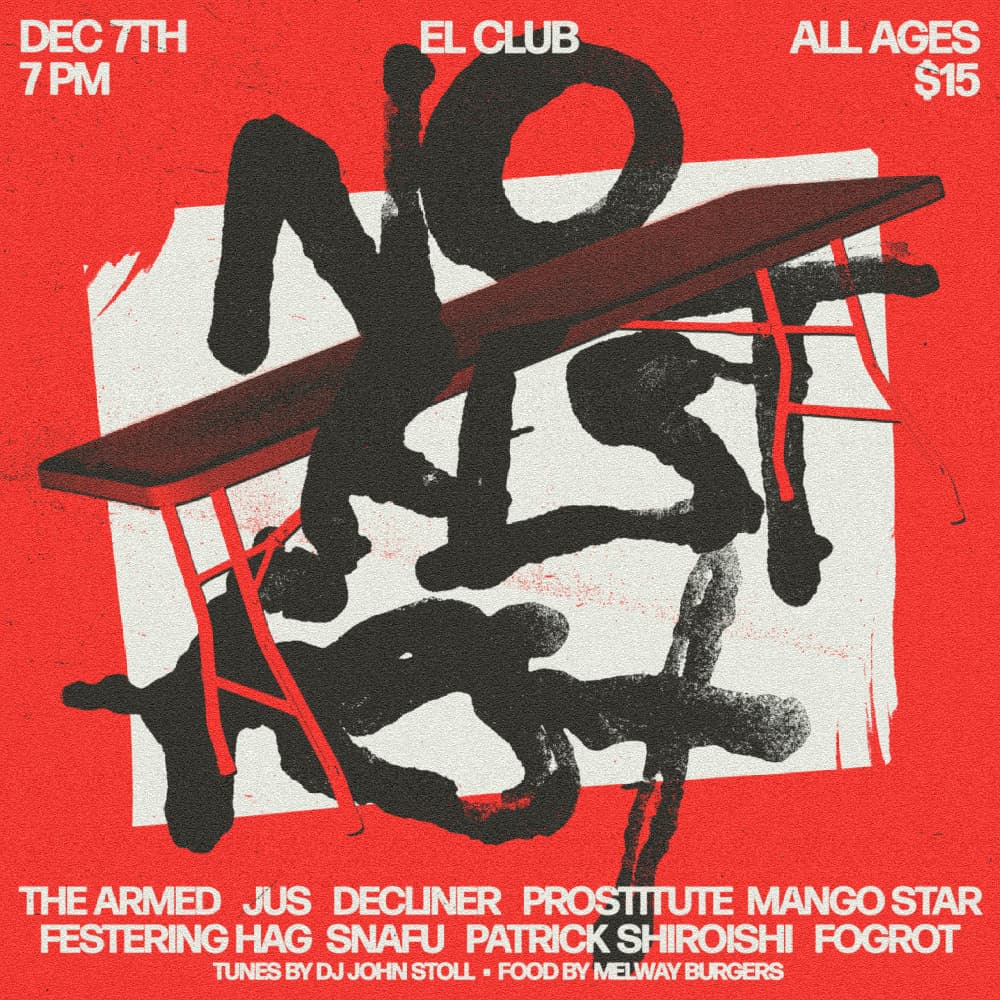 DEC 7TH
7 PM
EL CLUB
ALL AGES
$15
NO
REST
FEST
THE ARMED JUS DECLINER PROSTITUTE MANGO STAR
FESTERING HAG SNAFU PATRICK SHIROISHI FOGROT
TUNES BY DJ JOHN STOLL • FOOD BY MELWAY BURGERS